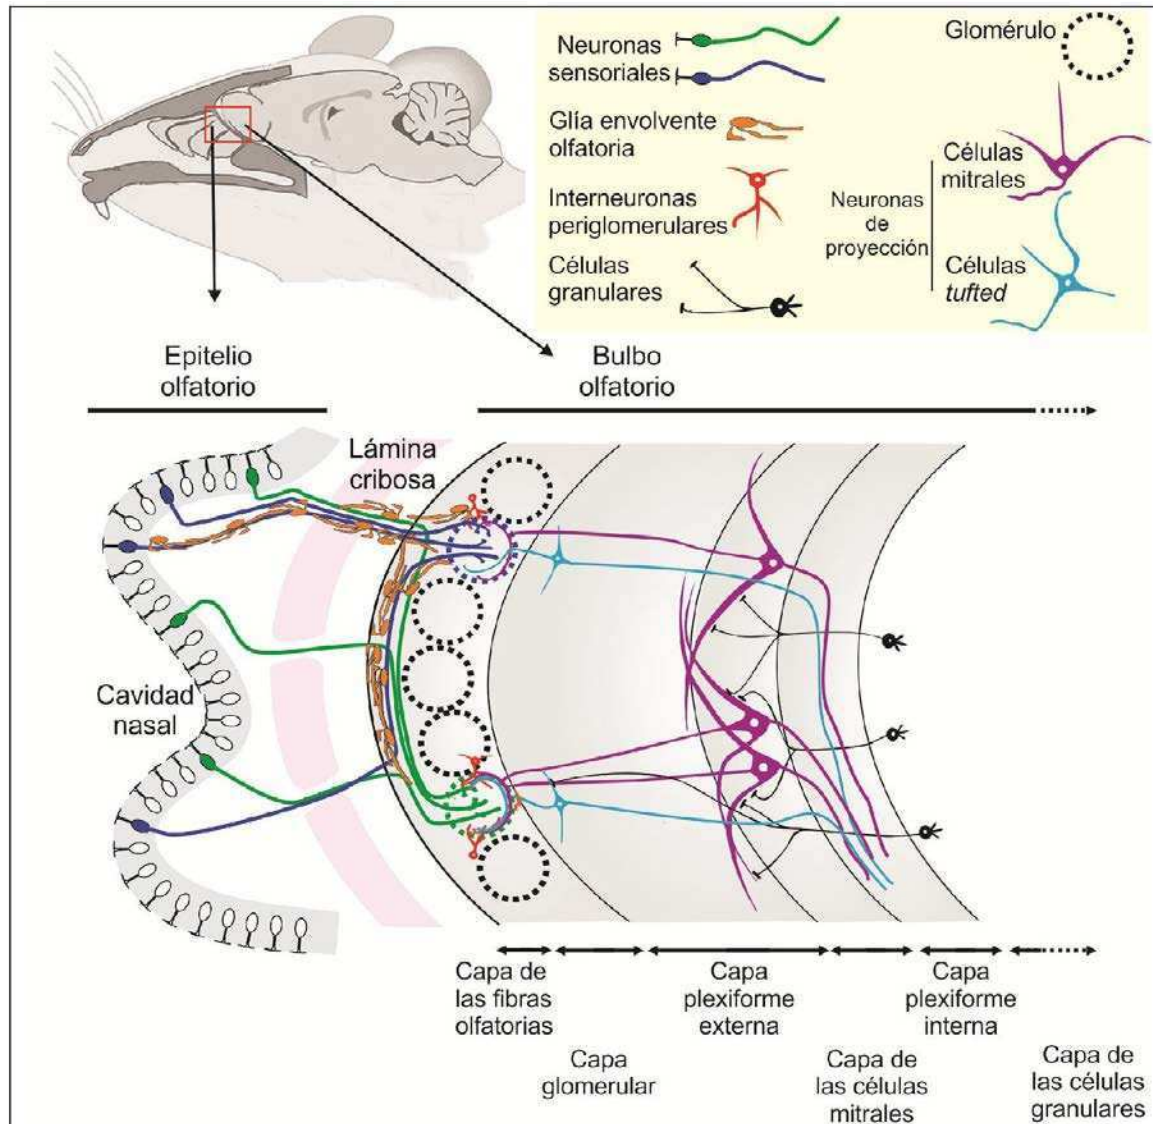 Neuronas
sensoriales
Glomérulo
Glía envolvente
olfatoria
Interneuronas
periglomerulares
Células
granulares
Neuronas
de
proyección
Células
mitrales
Células
tufted
Epitelio
olfatorio
Bulbo
olfatorio
Lámina
cribosa
Cavidad
nasal
Capa de
las fibras
olfatorias
Capa
glomerular
Capa
plexiforme
externa
Capa de
las células
mitrales
Capa
plexiforme
interna
Capa de
las células
granulares